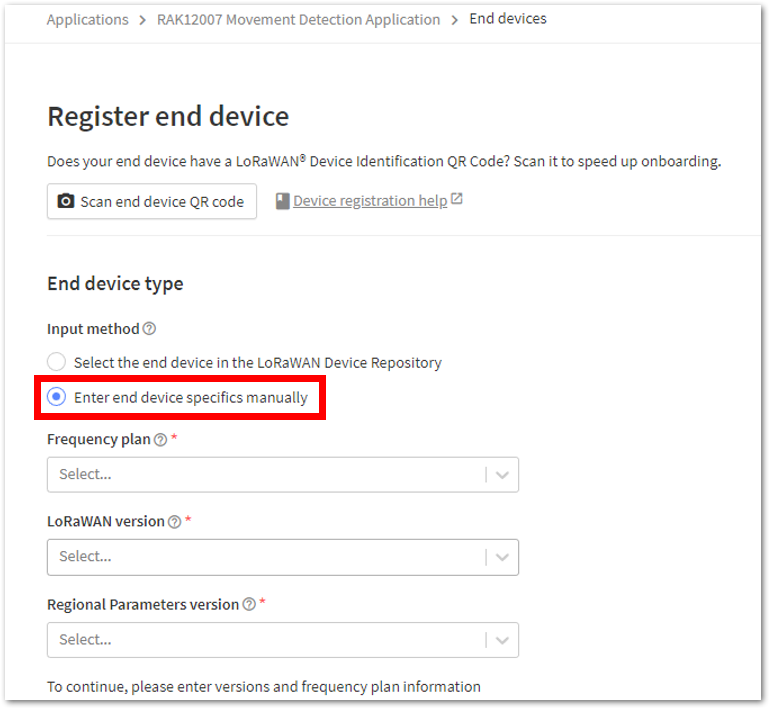 Applications > RAK12007 Movement Detection Application > End devices
Register end device
Does your end device have a LoRaWAN® Device Identification QR Code? Scan it to speed up onboarding.
Scan end device QR code Device registration help
End device type
Input method
Select the end device in the LoRaWAN Device Repository
Enter end device specifics manually
Frequency plan *
Select...
LoRaWAN version *
Select...
Regional Parameters version *
Select...
To continue, please enter versions and frequency plan information